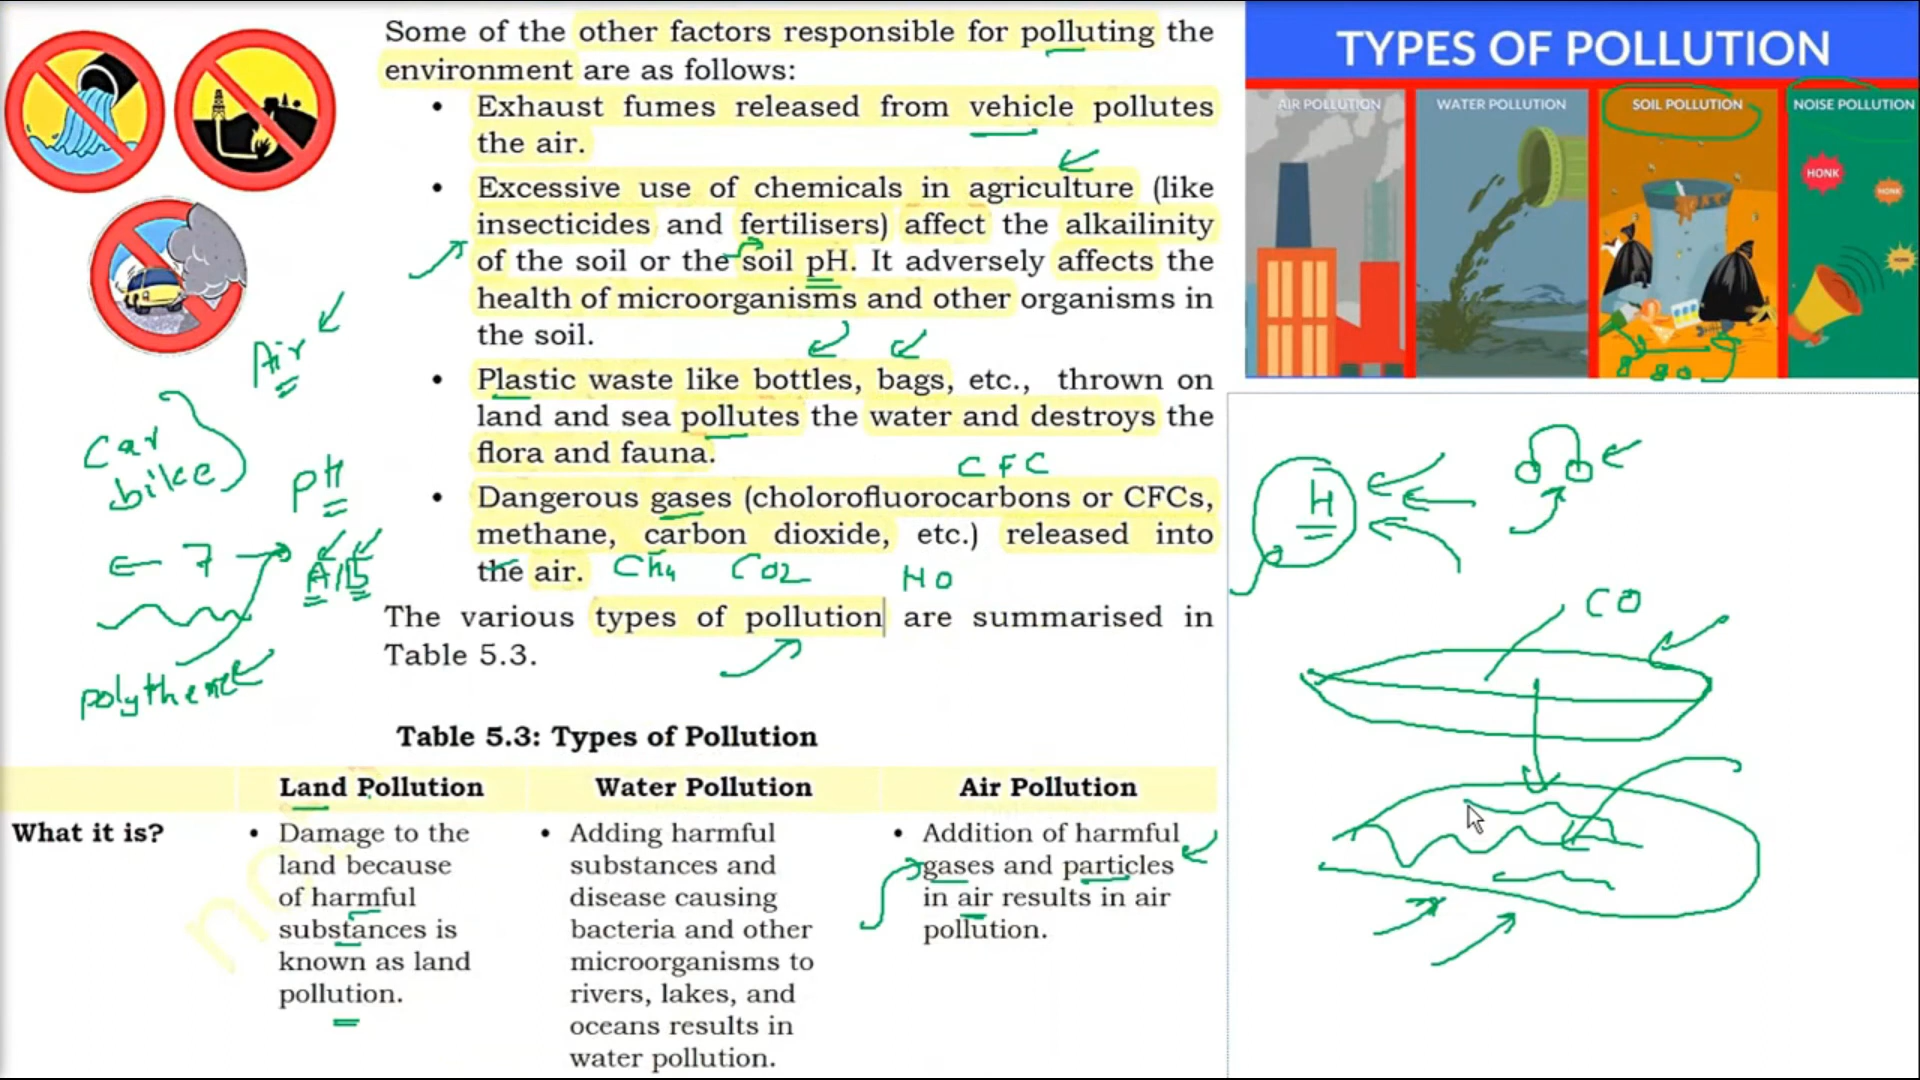 Some of the other factors responsible for polluting the
environment are as follows:
• Exhaust fumes released from vehicle pollutes
the air.
• Excessive use of chemicals in agriculture (like
insecticides and fertilisers) affect the alkailinity
of the soil or the soil pH. It adversely affects the
health of microorganisms and other organisms in
the soil.
• Plastic waste like bottles, bags, etc., thrown on
land and sea pollutes the water and destroys the
flora and fauna.
CFC
• Dangerous gases (cholorofluorocarbons or CFCs,
methane, carbon dioxide, etc.) released into
the air.
CH4 CO2 HO
The various types of pollution are summarised in
Table 5.3.
Air
Car
bike
pH
7
A/B
polythene
Table 5.3: Types of Pollution
Land Pollution Water Pollution Air Pollution
What it is?
• Damage to the
land because
of harmful
substances is
known as land
pollution.
• Adding harmful
substances and
disease causing
bacteria and other
microorganisms to
rivers, lakes, and
oceans results in
water pollution.
• Addition of harmful
gases and particles
in air results in air
pollution.
TYPES OF POLLUTION
AIR POLLUTION WATER POLLUTION SOIL POLLUTION NOISE POLLUTION
HONK
HONK
HONK
H
CO